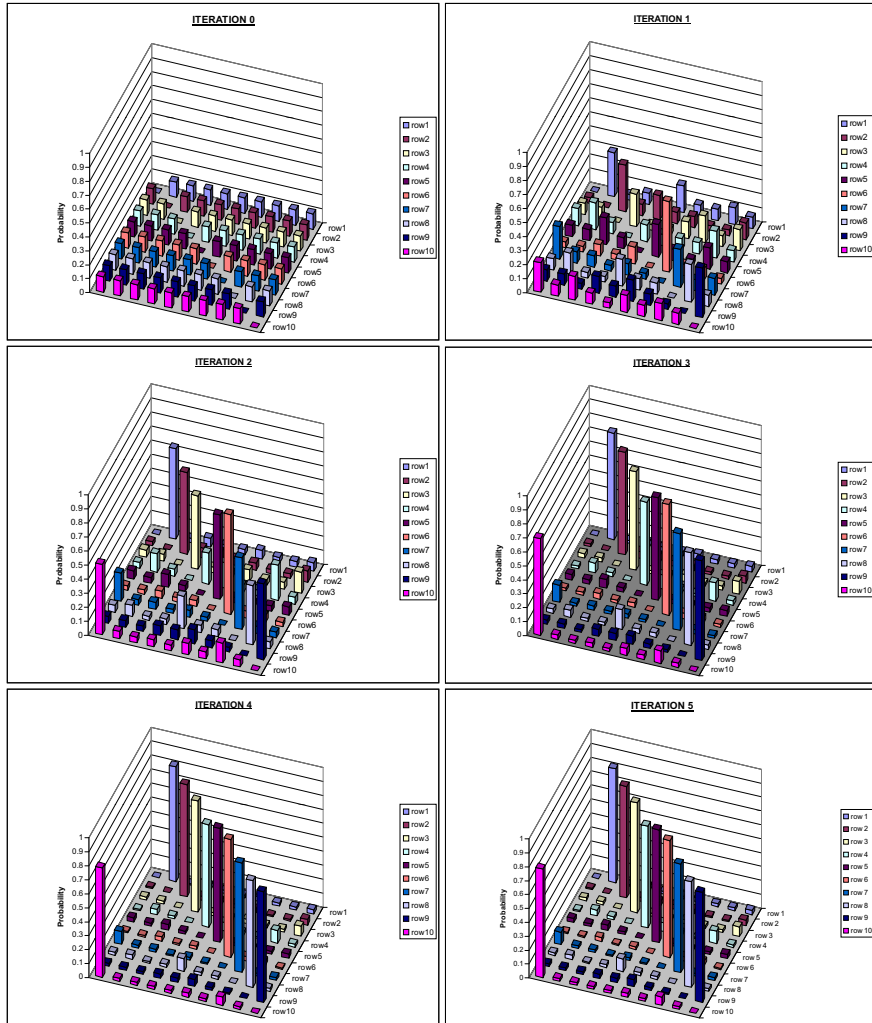 ITERATION 0
Probability
1
0.9
0.8
0.7
0.6
0.5
0.4
0.3
0.2
0.1
0
row1
row2
row3
row4
row5
row6
row7
row8
row9
row10
row1
row2
row3
row4
row5
row6
row7
row8
row9
row10
ITERATION 1
Probability
1
0.9
0.8
0.7
0.6
0.5
0.4
0.3
0.2
0.1
0
row1
row2
row3
row4
row5
row6
row7
row8
row9
row10
row1
row2
row3
row4
row5
row6
row7
row8
row9
row10
ITERATION 2
Probability
1
0.9
0.8
0.7
0.6
0.5
0.4
0.3
0.2
0.1
0
row1
row2
row3
row4
row5
row6
row7
row8
row9
row10
row1
row2
row3
row4
row5
row6
row7
row8
row9
row10
ITERATION 3
Probability
1
0.9
0.8
0.7
0.6
0.5
0.4
0.3
0.2
0.1
0
row1
row2
row3
row4
row5
row6
row7
row8
row9
row10
row1
row2
row3
row4
row5
row6
row7
row8
row9
row10
ITERATION 4
Probability
1
0.9
0.8
0.7
0.6
0.5
0.4
0.3
0.2
0.1
0
row1
row2
row3
row4
row5
row6
row7
row8
row9
row10
row1
row2
row3
row4
row5
row6
row7
row8
row9
row10
ITERATION 5
Probability
1
0.9
0.8
0.7
0.6
0.5
0.4
0.3
0.2
0.1
0
row 1
row 2
row 3
row 4
row 5
row 6
row 7
row 8
row 9
row 10
row 1
row 2
row 3
row 4
row 5
row 6
row 7
row 8
row 9
row 10